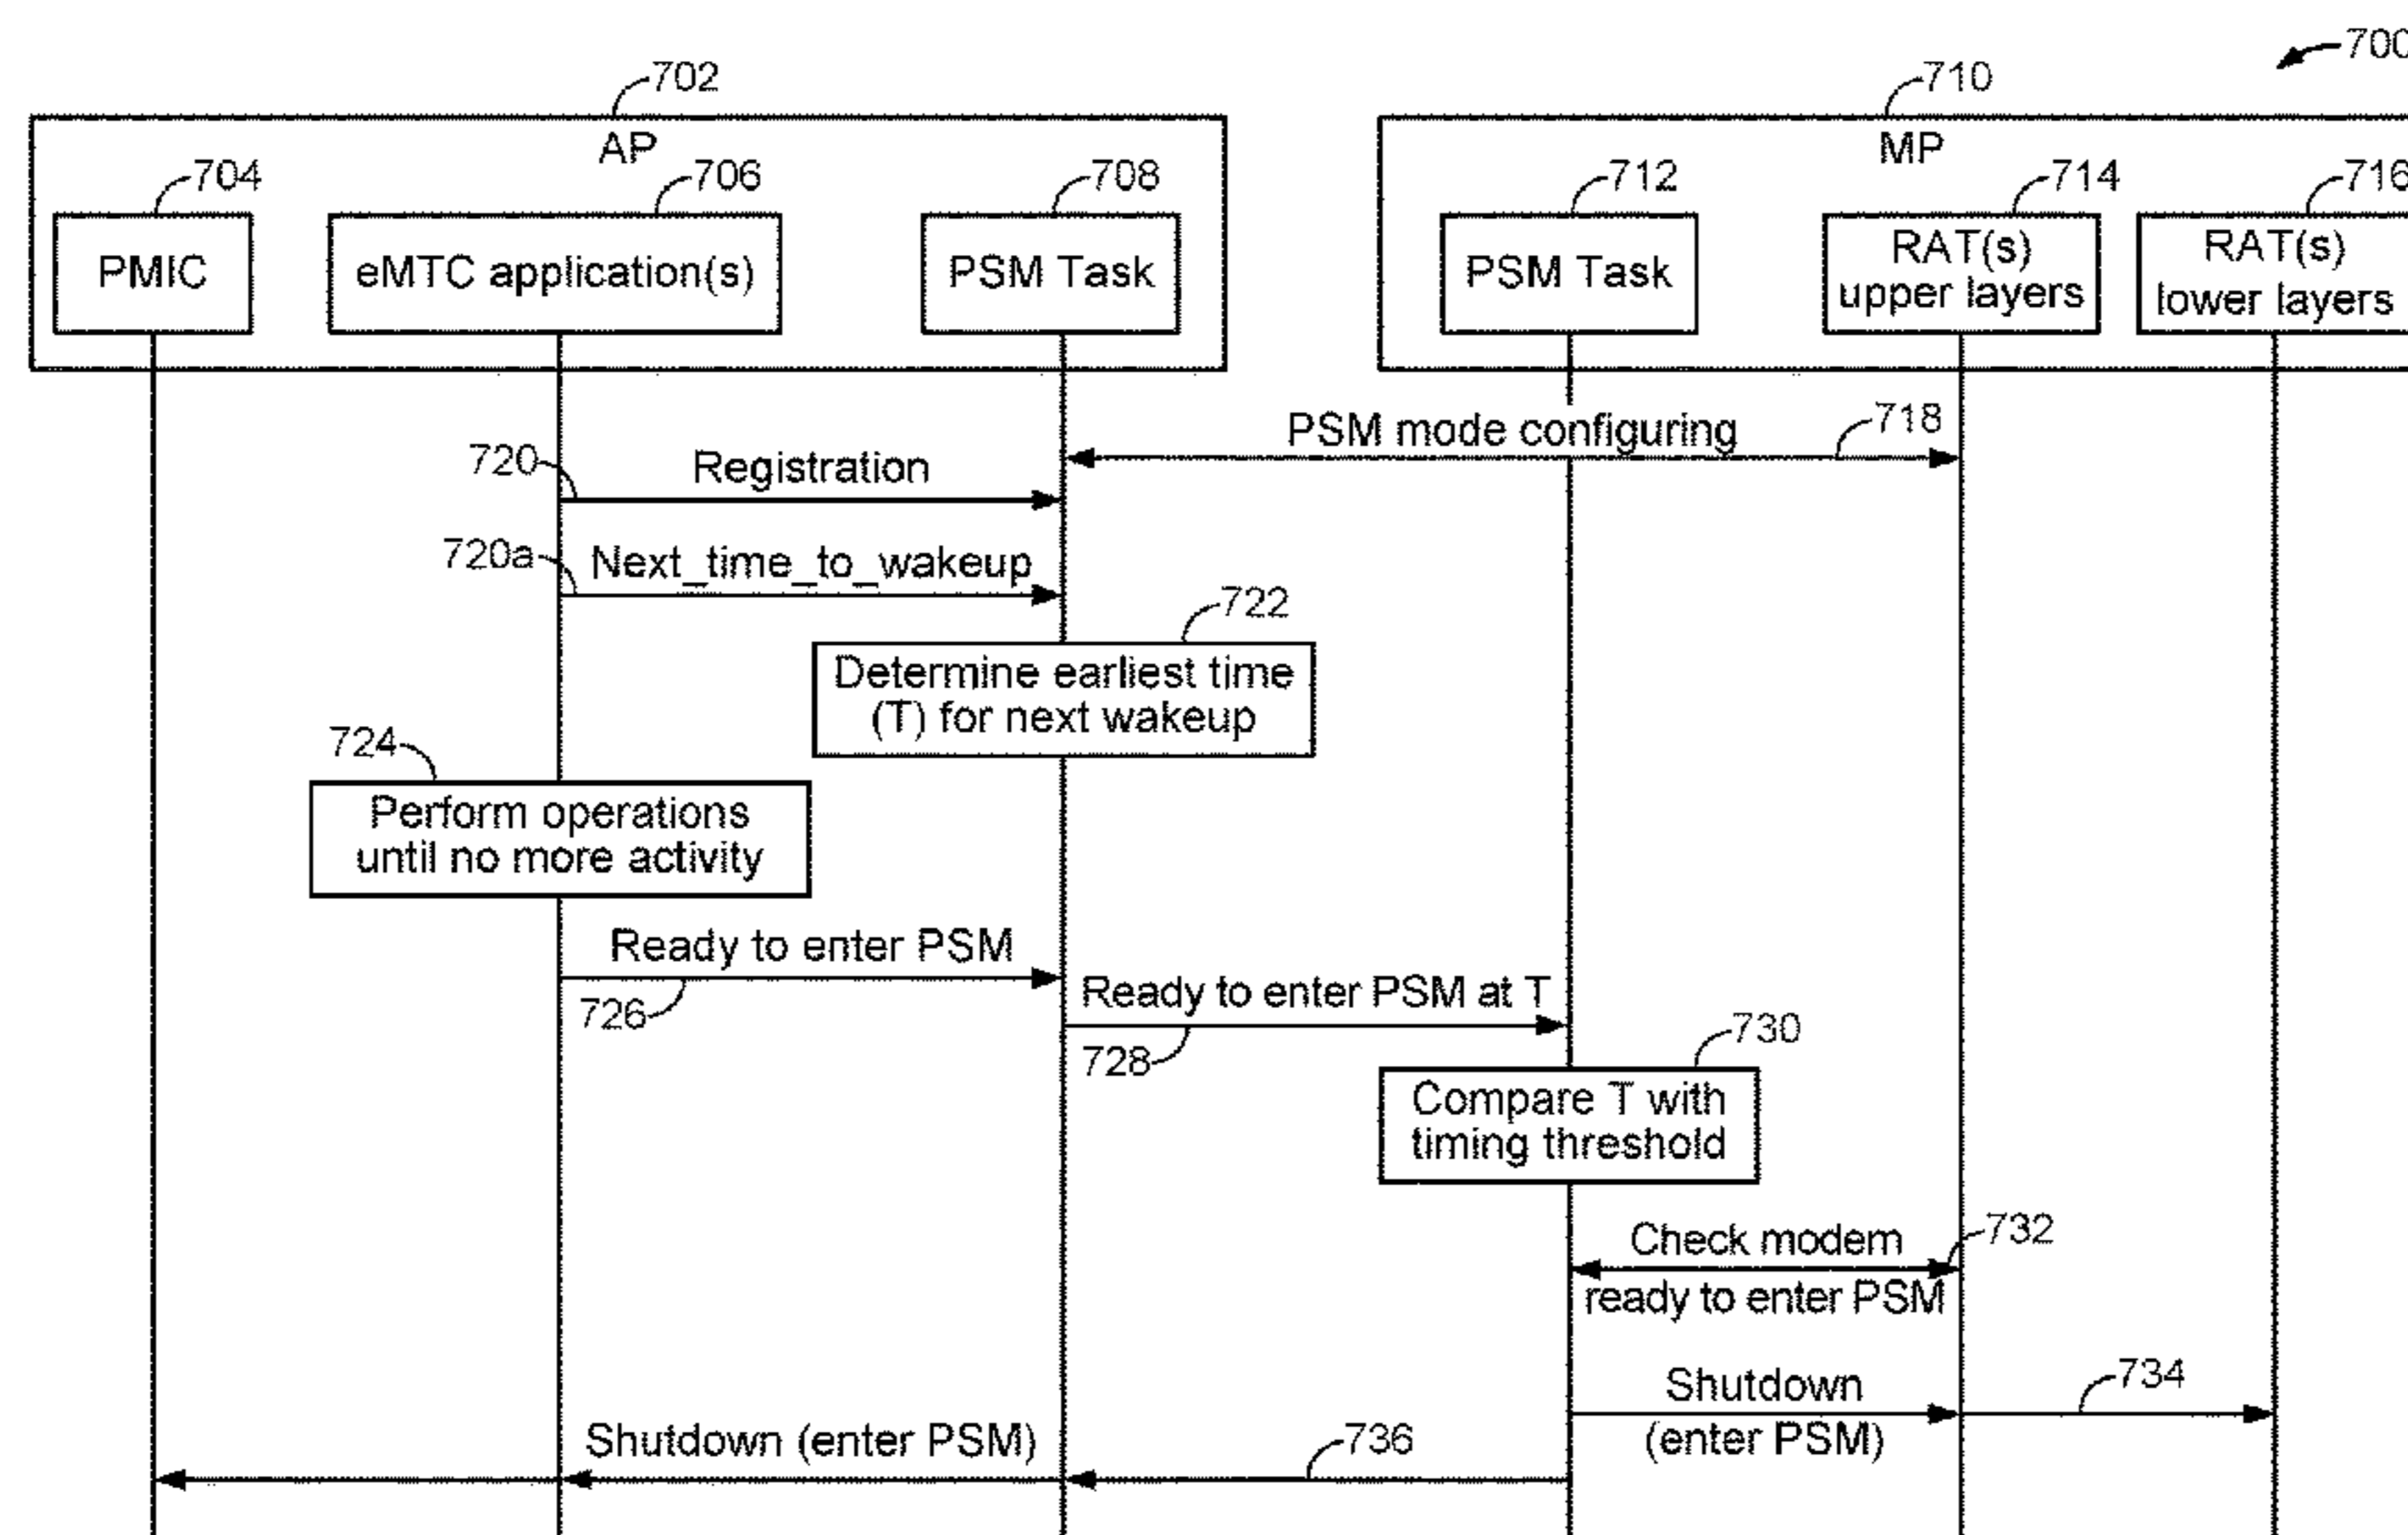 700
702
710
AP
MP
704
706
708
712
714
716
PMIC
eMTC application(s)
PSM Task
PSM Task
RAT(s)
upper layers
RAT(s)
lower layers
PSM mode configuring
718
720
Registration
720a
Next_time_to_wakeup
722
Determine earliest time
(T) for next wakeup
724
Perform operations
until no more activity
Ready to enter PSM
726
Ready to enter PSM at T
728
730
Compare T with
timing threshold
Check modem
732
ready to enter PSM
Shutdown
734
(enter PSM)
Shutdown (enter PSM)
736